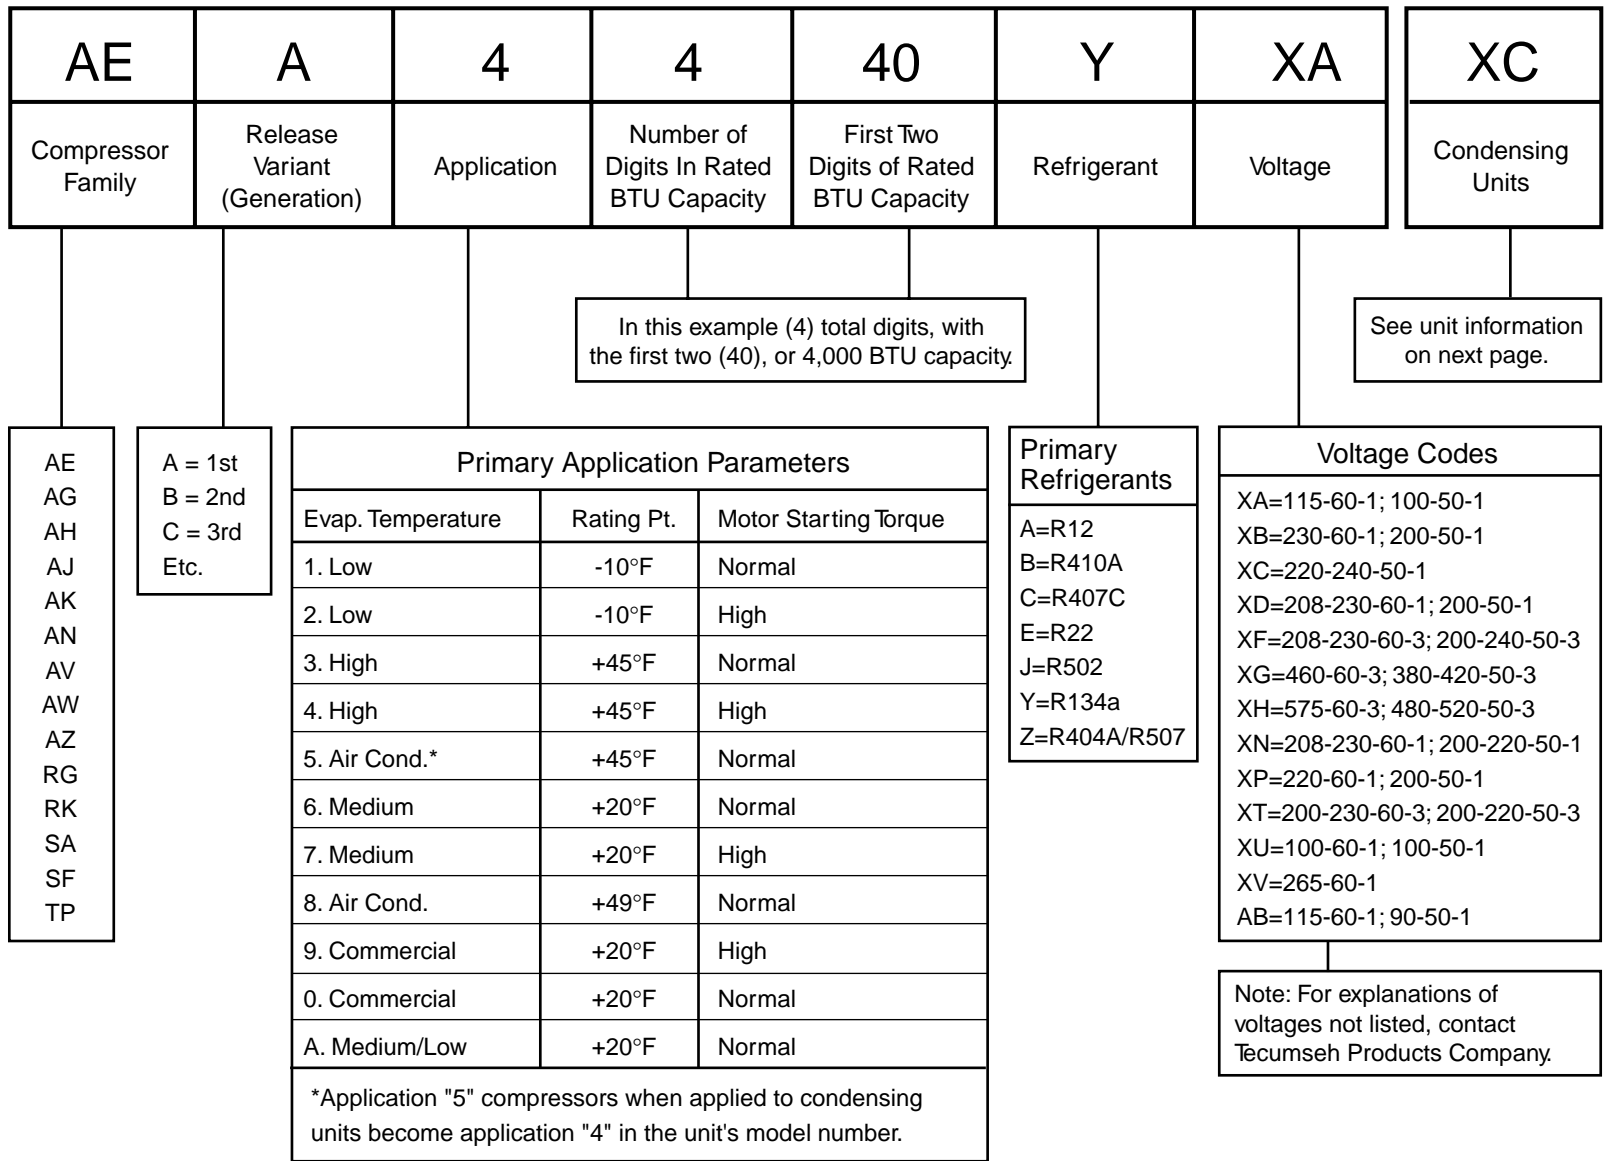 AE A 4 4 40 Y XA XC
Compressor
Family
Release
Variant
(Generation)
Application
Number of
Digits In Rated
BTU Capacity
First Two
Digits of Rated
BTU Capacity
Refrigerant
Voltage
Condensing
Units
In this example (4) total digits, with
the first two (40), or 4,000 BTU capacity.
See unit information
on next page.
AE
AG
AH
AJ
AK
AN
AV
AW
AZ
RG
RK
SA
SF
TP
A = 1st
B = 2nd
C = 3rd
Etc.
Primary Application Parameters
Evap. Temperature Rating Pt. Motor Starting Torque
1. Low -10°F Normal
2. Low -10°F High
3. High +45°F Normal
4. High +45°F High
5. Air Cond.* +45°F Normal
6. Medium +20°F Normal
7. Medium +20°F High
8. Air Cond. +49°F Normal
9. Commercial +20°F High
0. Commercial +20°F Normal
A. Medium/Low +20°F Normal
*Application "5" compressors when applied to condensing
units become application "4" in the unit's model number.
Primary
Refrigerants
A=R12
B=R410A
C=R407C
E=R22
J=R502
Y=R134a
Z=R404A/R507
Voltage Codes
XA=115-60-1; 100-50-1
XB=230-60-1; 200-50-1
XC=220-240-50-1
XD=208-230-60-1; 200-50-1
XF=208-230-60-3; 200-240-50-3
XG=460-60-3; 380-420-50-3
XH=575-60-3; 480-520-50-3
XN=208-230-60-1; 200-220-50-1
XP=220-60-1; 200-50-1
XT=200-230-60-3; 200-220-50-3
XU=100-60-1; 100-50-1
XV=265-60-1
AB=115-60-1; 90-50-1
Note: For explanations of
voltages not listed, contact
Tecumseh Products Company.